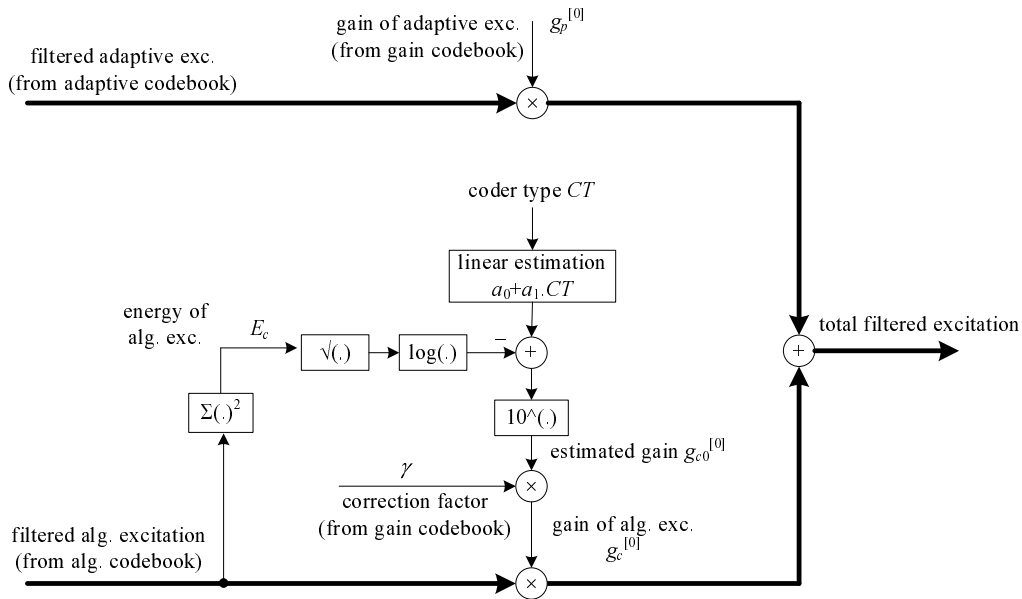 gain of adaptive exc.
(from gain codebook)
g_p^[0]
filtered adaptive exc.
(from adaptive codebook)
×
coder type CT
linear estimation
a_0+a_1.CT
energy of
alg. exc.
E_c
√(.)
log(.)
−
+
+
total filtered excitation
Σ(.)^2
10^(.)
estimated gain g_c0^[0]
γ
×
correction factor
(from gain codebook)
gain of alg. exc.
g_c^[0]
filtered alg. excitation
(from alg. codebook)
×